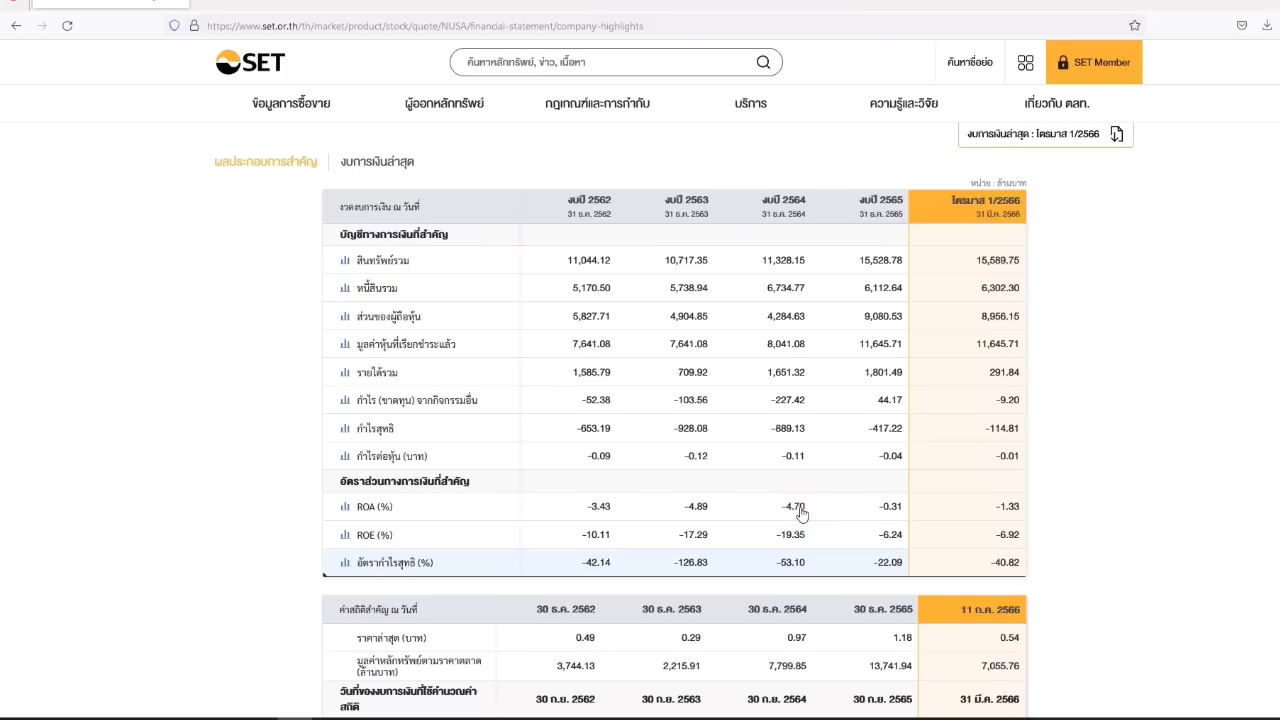 https://www.set.or.th/th/market/product/stock/quote/NUSA/financial-statement/company-highlights
SET ค้นหาหลักทรัพย์, ข่าว, เนื้อหา ค้นหาชื่อย่อ SET Member
ข้อมูลการซื้อขาย ผู้ออกหลักทรัพย์ กฎเกณฑ์และการกำกับ บริการ ความรู้และวิจัย เกี่ยวกับ ตลท.
งบการเงินล่าสุด : ไตรมาส 1/2566
ผลประกอบการสำคัญ งบการเงินล่าสุด
หน่วย : ล้านบาท
งวดงบการเงิน ณ วันที่ งบปี 2562 งบปี 2563 งบปี 2564 งบปี 2565 ไตรมาส 1/2566
31 ธ.ค. 2562 31 ธ.ค. 2563 31 ธ.ค. 2564 31 ธ.ค. 2565 31 มี.ค. 2566
บัญชีทางการเงินที่สำคัญ
สินทรัพย์รวม 11,044.12 10,717.35 11,328.15 15,528.78 15,589.75
หนี้สินรวม 5,170.50 5,738.94 6,734.77 6,112.64 6,302.30
ส่วนของผู้ถือหุ้น 5,827.71 4,904.85 4,284.63 9,080.53 8,956.15
มูลค่าหุ้นที่เรียกชำระแล้ว 7,641.08 7,641.08 8,041.08 11,645.71 11,645.71
รายได้รวม 1,585.79 709.92 1,651.32 1,801.49 291.84
กำไร (ขาดทุน) จากกิจกรรมอื่น -52.38 -103.56 -227.42 44.17 -9.20
กำไรสุทธิ -653.19 -928.08 -889.13 -417.22 -114.81
กำไรต่อหุ้น (บาท) -0.09 -0.12 -0.11 -0.04 -0.01
อัตราส่วนทางการเงินที่สำคัญ
ROA (%) -3.43 -4.89 -4.70 -0.31 -1.33
ROE (%) -10.11 -17.29 -19.35 -6.24 -6.92
อัตรากำไรสุทธิ (%) -42.14 -126.83 -53.10 -22.09 -40.82
ค่าสถิติสำคัญ ณ วันที่ 30 ธ.ค. 2562 30 ธ.ค. 2563 30 ธ.ค. 2564 30 ธ.ค. 2565 11 ก.ค. 2566
ราคาล่าสุด (บาท) 0.49 0.29 0.97 1.18 0.54
มูลค่าหลักทรัพย์ตามราคาตลาด
(ล้านบาท) 3,744.13 2,215.91 7,799.85 13,741.94 7,055.76
วันที่ของงบการเงินที่ใช้คำนวณค่า
สถิติ 30 ก.ย. 2562 30 ก.ย. 2563 30 ก.ย. 2564 30 ก.ย. 2565 31 มี.ค. 2566